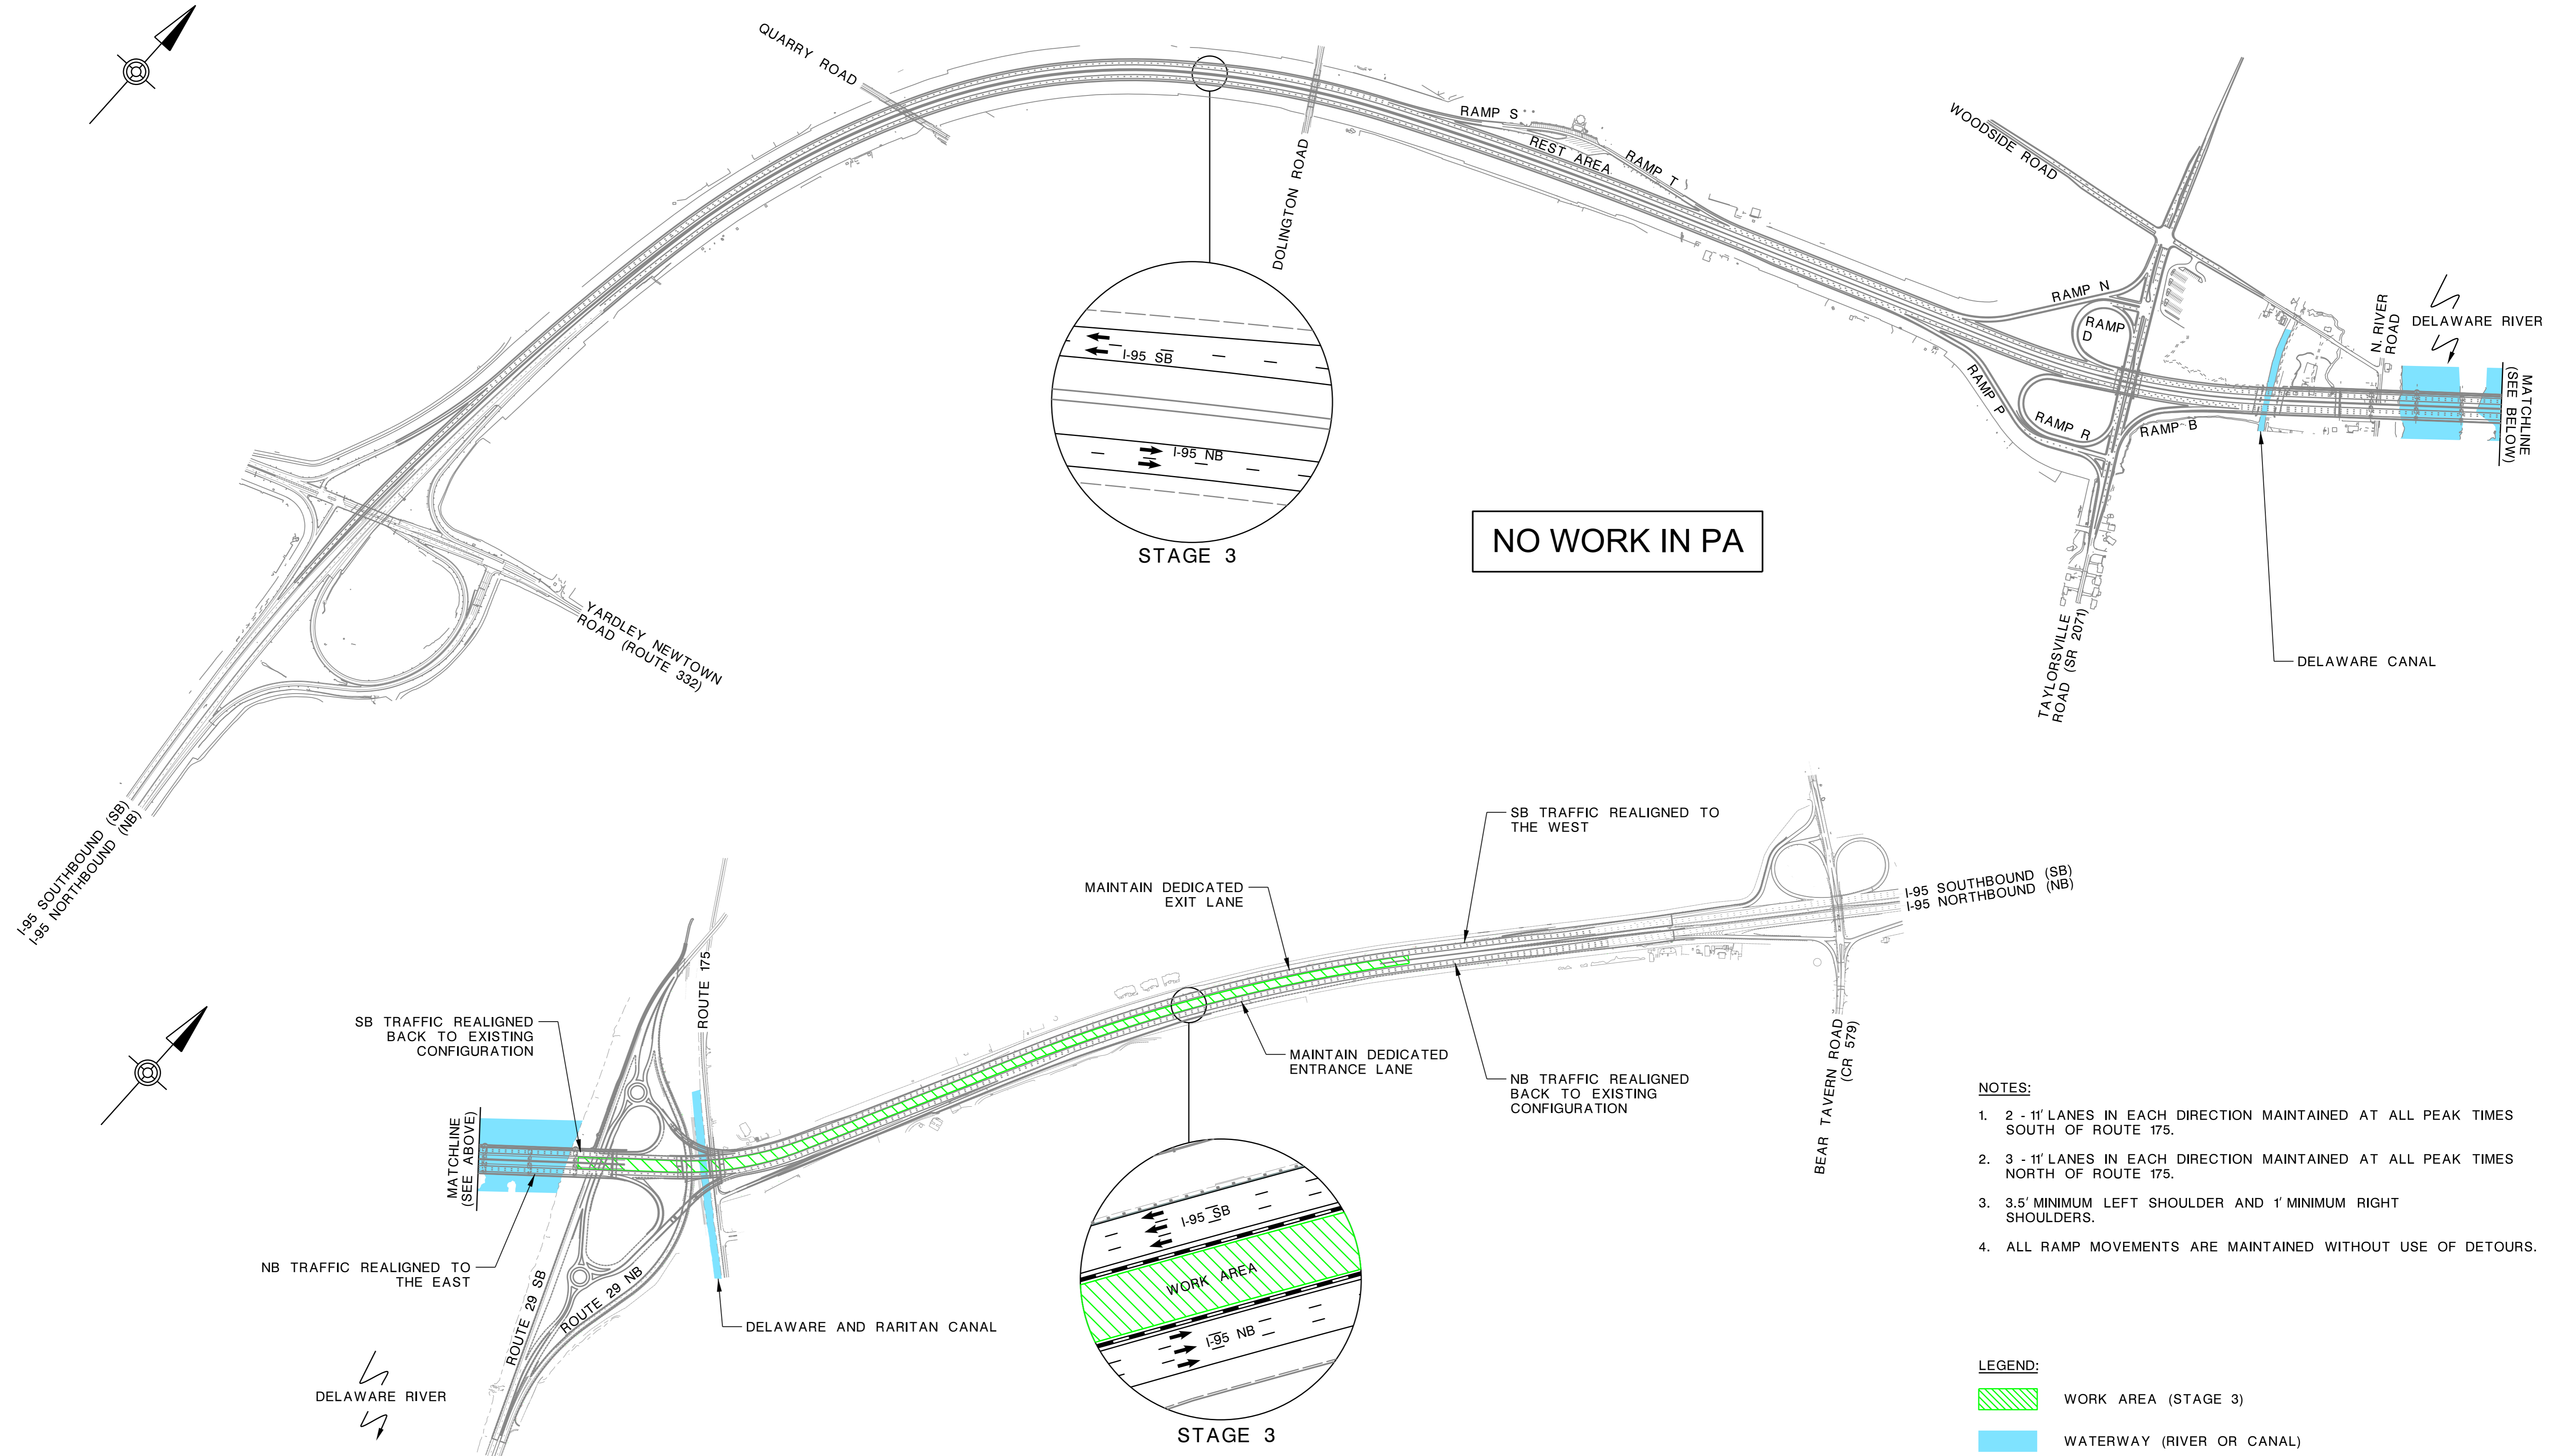 QUARRY ROAD
RAMP S
REST AREA
RAMP T
DOLINGTON ROAD
WOODSIDE ROAD
RAMP N
RAMP
D
RAMP P
RAMP R
RAMP B
N. RIVER
ROAD
DELAWARE RIVER
MATCHLINE
(SEE BELOW)
I-95 SB
I-95 NB
STAGE 3
NO WORK IN PA
YARDLEY NEWTOWN
ROAD (ROUTE 332)
TAYLORSVILLE
ROAD (SR 2071)
DELAWARE CANAL
I-95 SOUTHBOUND (SB)
I-95 NORTHBOUND (NB)
SB TRAFFIC REALIGNED TO
THE WEST
MAINTAIN DEDICATED
EXIT LANE
I-95 SOUTHBOUND (SB)
I-95 NORTHBOUND (NB)
ROUTE 175
SB TRAFFIC REALIGNED
BACK TO EXISTING
CONFIGURATION
MAINTAIN DEDICATED
ENTRANCE LANE
NB TRAFFIC REALIGNED
BACK TO EXISTING
CONFIGURATION
BEAR TAVERN ROAD
(CR 579)
MATCHLINE
(SEE ABOVE)
NB TRAFFIC REALIGNED TO
THE EAST
ROUTE 29 SB
ROUTE 29 NB
DELAWARE AND RARITAN CANAL
DELAWARE RIVER
I-95 SB
WORK AREA
I-95 NB
STAGE 3
NOTES:
1. 2 - 11' LANES IN EACH DIRECTION MAINTAINED AT ALL PEAK TIMES
SOUTH OF ROUTE 175.
2. 3 - 11' LANES IN EACH DIRECTION MAINTAINED AT ALL PEAK TIMES
NORTH OF ROUTE 175.
3. 3.5' MINIMUM LEFT SHOULDER AND 1' MINIMUM RIGHT
SHOULDERS.
4. ALL RAMP MOVEMENTS ARE MAINTAINED WITHOUT USE OF DETOURS.
LEGEND:
WORK AREA (STAGE 3)
WATERWAY (RIVER OR CANAL)